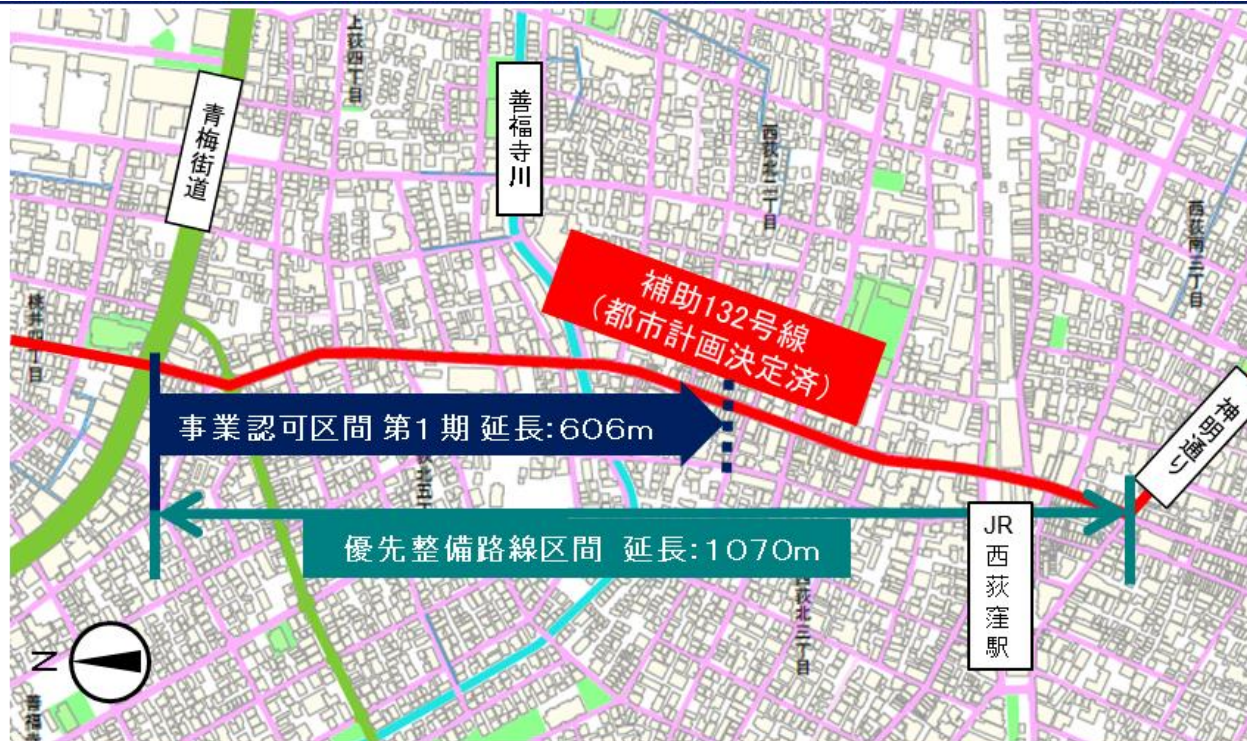 上荻四丁目
青梅街道
善福寺川
西荻北二丁目
西荻南三丁目
補助132号線
(都市計画決定済)
桃井四丁目
神明通り
事業認可区間 第1期 延長:606m
優先整備路線区間 延長:1070m
JR
西荻窪駅
西荻北三丁目
N
善福寺